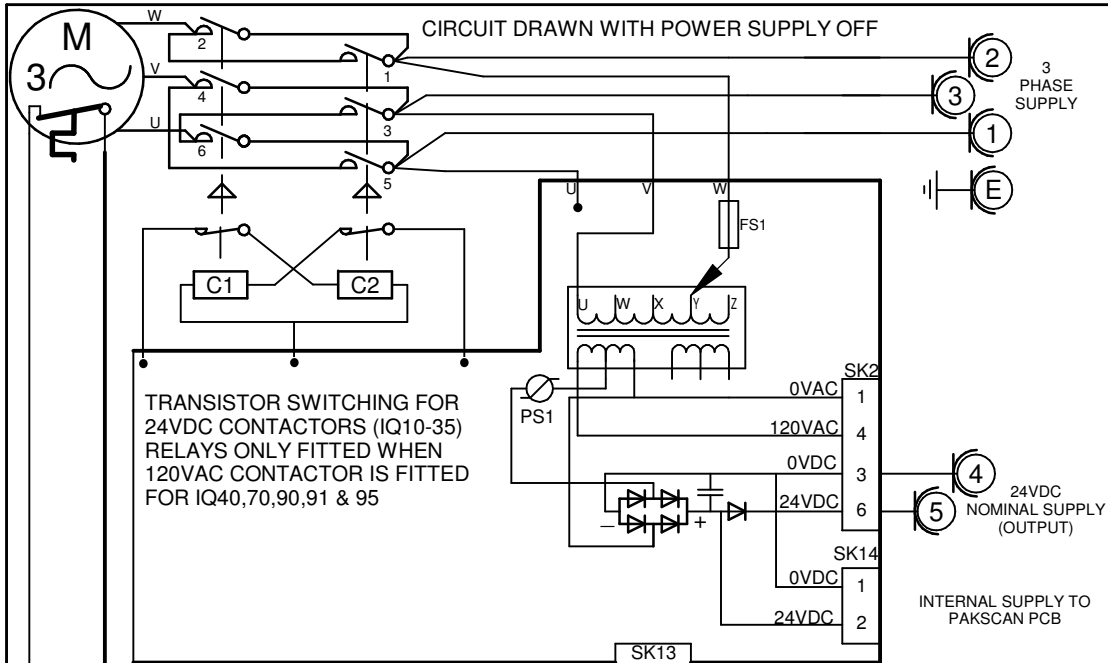 CIRCUIT DRAWN WITH POWER SUPPLY OFF
M
3
W
V
U
2
4
6
1
3
5
2
3
1
E
3
PHASE
SUPPLY
U
V
W
FS1
C1
C2
U
W
X
Y
Z
TRANSISTOR SWITCHING FOR
24VDC CONTACTORS (IQ10-35)
RELAYS ONLY FITTED WHEN
120VAC CONTACTOR IS FITTED
FOR IQ40,70,90,91 & 95
PS1
SK2
0VAC
1
120VAC
4
0VDC
3
24VDC
6
4
5
24VDC
NOMINAL SUPPLY
(OUTPUT)
–
+
SK14
0VDC
1
24VDC
2
INTERNAL SUPPLY TO
PAKSCAN PCB
SK13